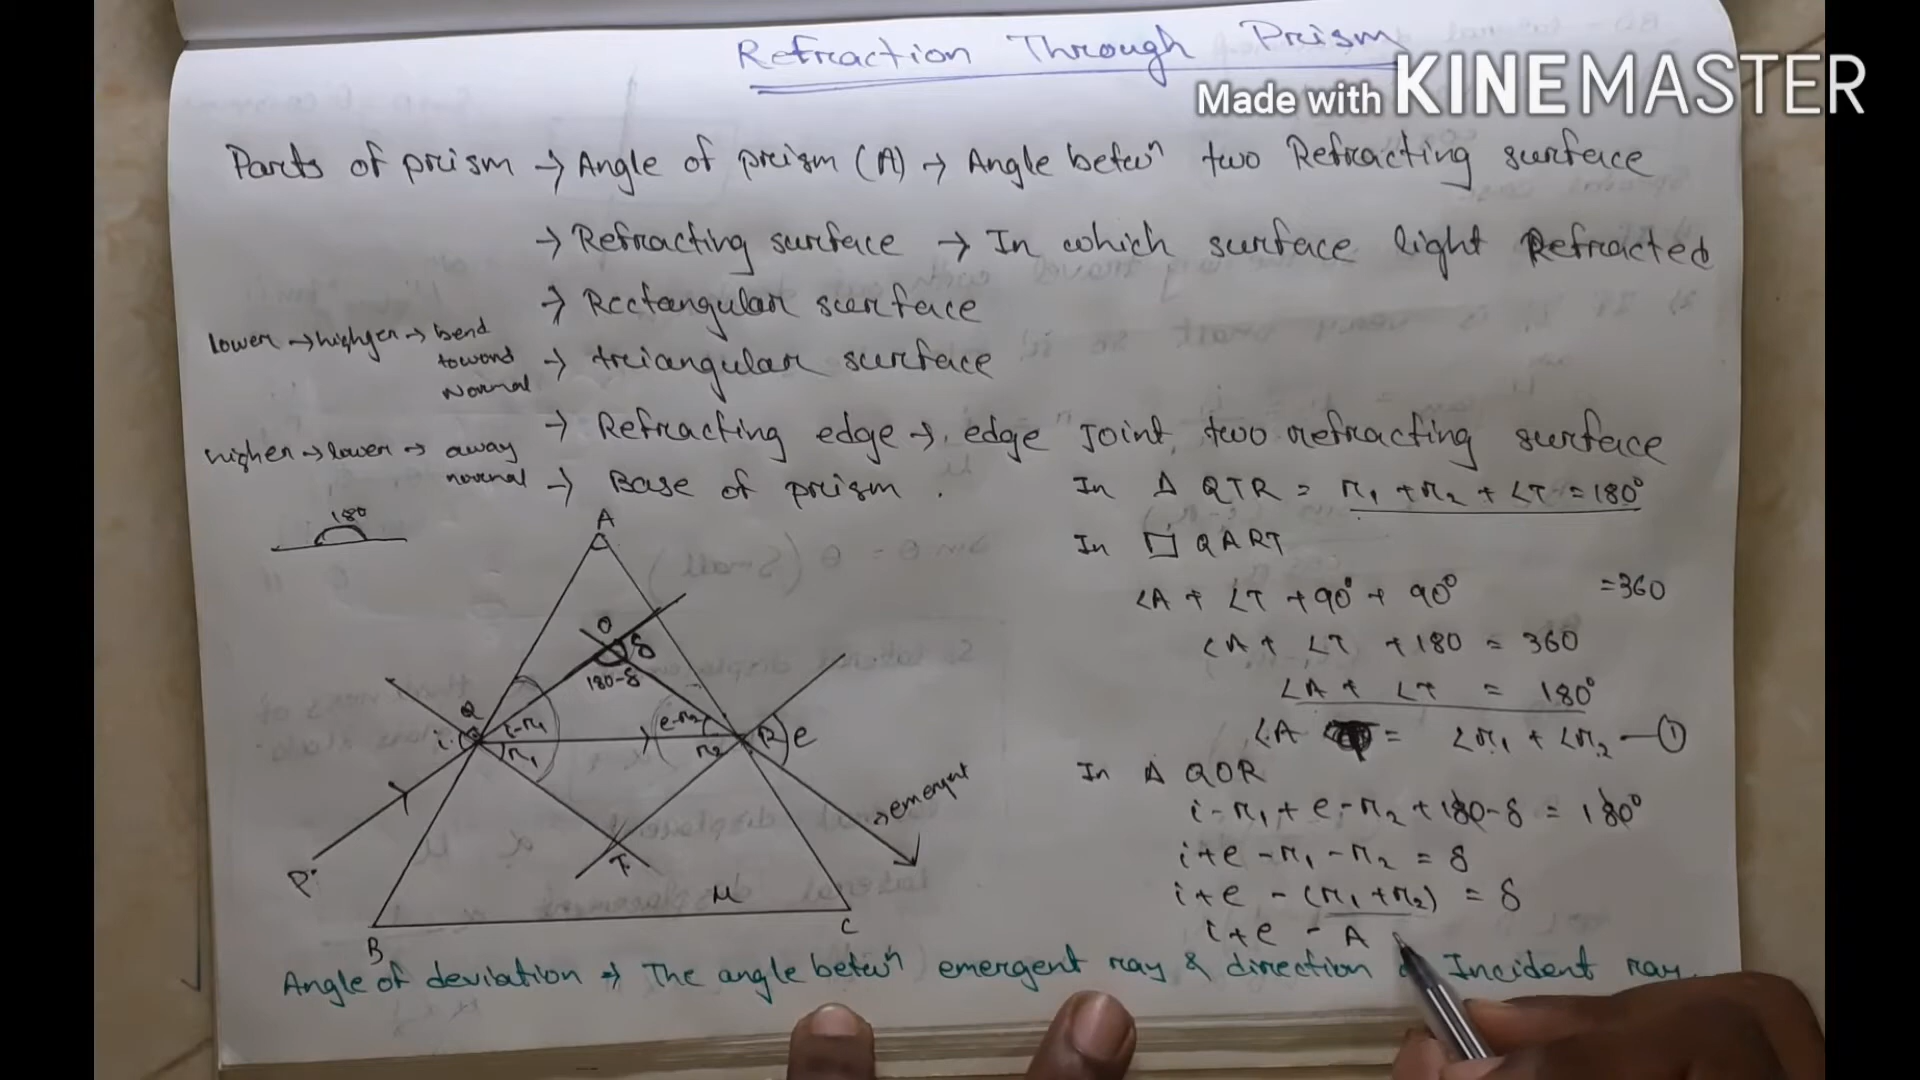 Refraction Through Prism
Made with KINEMASTER
Parts of prism → Angle of prism (A) → Angle betwⁿ two Refracting surface
→ Refracting surface → In which surface light Refracted
→ Rectangular surface
lower → highger → bend toword Normal
→ triangular surface
→ Refracting edge → edge Joint two refracting surface
higher → lower → away normal
→ Base of prism.
180
In Δ QTR = r₁ + r₂ + ∠T = 180°
In □ QART
∠A + ∠T + 90° + 90° = 360
∠A + ∠T + 180 = 360
∠A + ∠T = 180°
∠A = ∠r₁ + ∠r₂ — ①
In Δ QOR
i - r₁ + e - r₂ + 180 - δ = 180°
i + e - r₁ - r₂ = δ
i + e - (r₁ + r₂) = δ
i + e - A
A
O
δ
180-δ
Q
i
i-r₁
r₁
e-r₂
r₂
R
e
emergent
P
T
μ
B
C
Angle of deviation → The angle betwⁿ emergent ray & direction Incident ray.